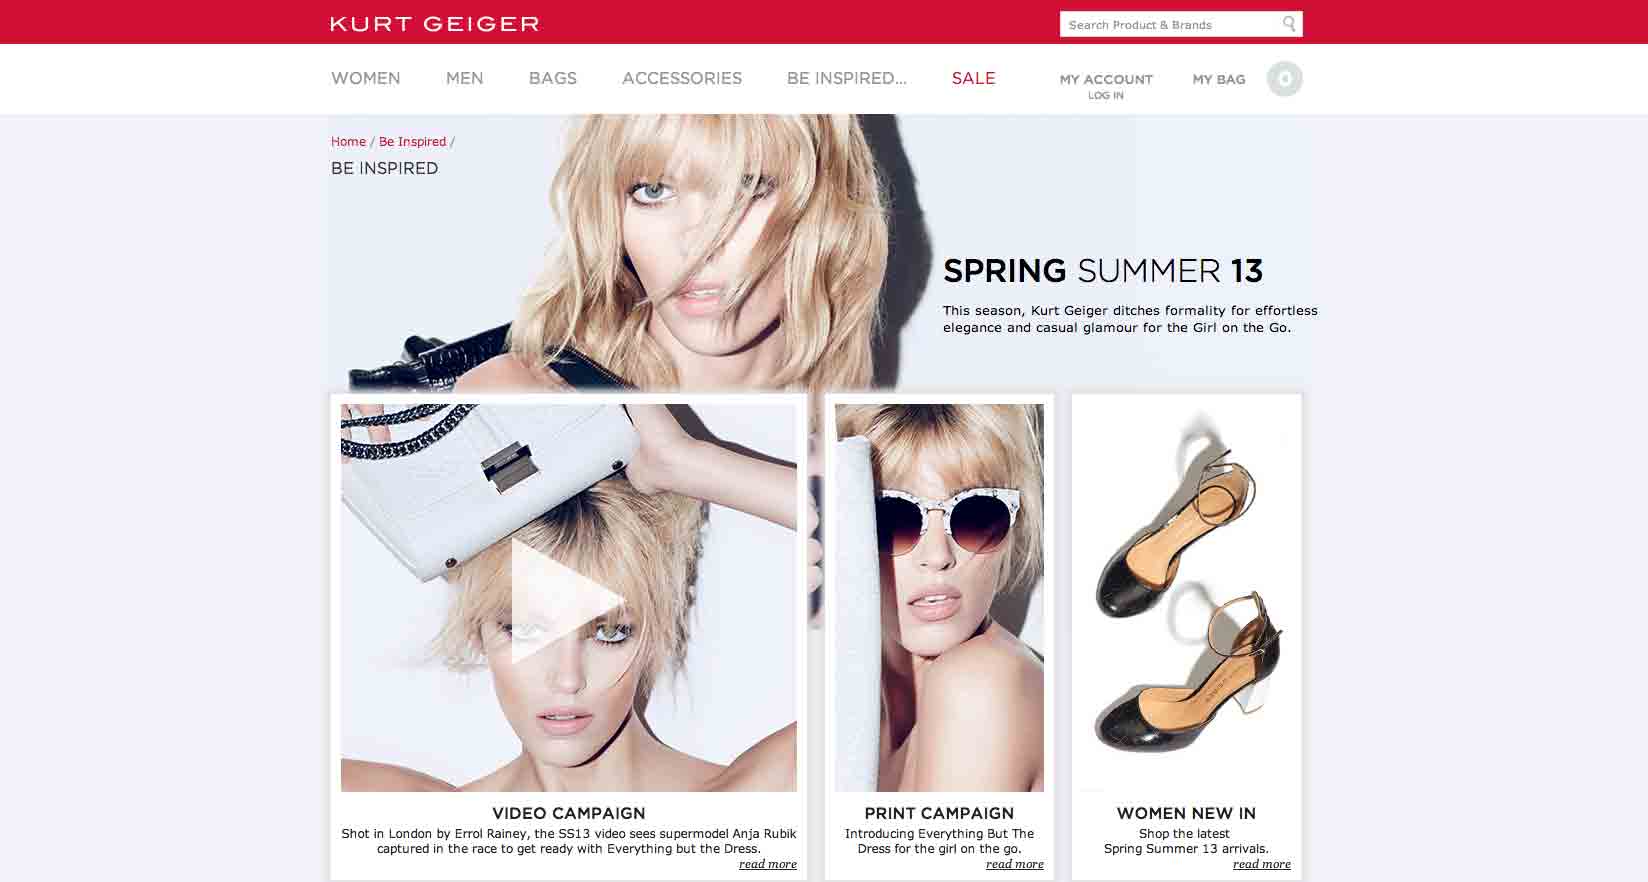 KURT GEIGER
Search Product & Brands
WOMEN MEN BAGS ACCESSORIES BE INSPIRED... SALE MY ACCOUNT MY BAG 0
LOG IN
Home / Be Inspired /
BE INSPIRED
SPRING SUMMER 13
This season, Kurt Geiger ditches formality for effortless
elegance and casual glamour for the Girl on the Go.
VIDEO CAMPAIGN
Shot in London by Errol Rainey, the SS13 video sees supermodel Anja Rubik
captured in the race to get ready with Everything but the Dress.
read more
PRINT CAMPAIGN
Introducing Everything But The
Dress for the girl on the go.
read more
WOMEN NEW IN
Shop the latest
Spring Summer 13 arrivals.
read more